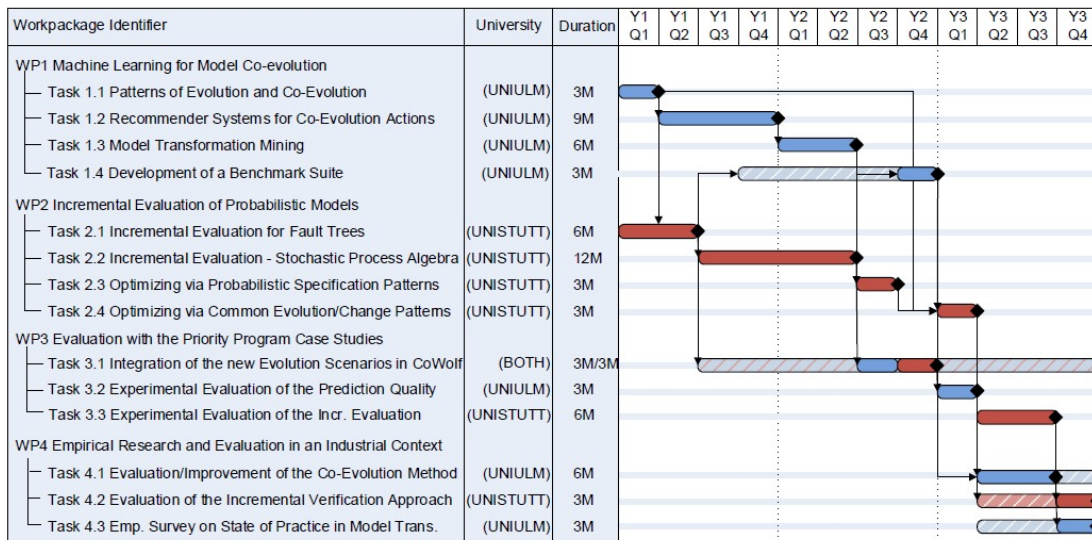 Workpackage Identifier University Duration Y1 Y1 Y1 Y1 Y2 Y2 Y2 Y2 Y3 Y3 Y3 Y3
Q1 Q2 Q3 Q4 Q1 Q2 Q3 Q4 Q1 Q2 Q3 Q4
WP1 Machine Learning for Model Co-evolution
Task 1.1 Patterns of Evolution and Co-Evolution (UNIULM) 3M
Task 1.2 Recommender Systems for Co-Evolution Actions (UNIULM) 9M
Task 1.3 Model Transformation Mining (UNIULM) 6M
Task 1.4 Development of a Benchmark Suite (UNIULM) 3M
WP2 Incremental Evaluation of Probabilistic Models
Task 2.1 Incremental Evaluation for Fault Trees (UNISTUTT) 6M
Task 2.2 Incremental Evaluation - Stochastic Process Algebra (UNISTUTT) 12M
Task 2.3 Optimizing via Probabilistic Specification Patterns (UNISTUTT) 3M
Task 2.4 Optimizing via Common Evolution/Change Patterns (UNISTUTT) 3M
WP3 Evaluation with the Priority Program Case Studies
Task 3.1 Integration of the new Evolution Scenarios in CoWolf (BOTH) 3M/3M
Task 3.2 Experimental Evaluation of the Prediction Quality (UNIULM) 3M
Task 3.3 Experimental Evaluation of the Incr. Evaluation (UNISTUTT) 6M
WP4 Empirical Research and Evaluation in an Industrial Context
Task 4.1 Evaluation/Improvement of the Co-Evolution Method (UNIULM) 6M
Task 4.2 Evaluation of the Incremental Verification Approach (UNISTUTT) 3M
Task 4.3 Emp. Survey on State of Practice in Model Trans. (UNIULM) 3M